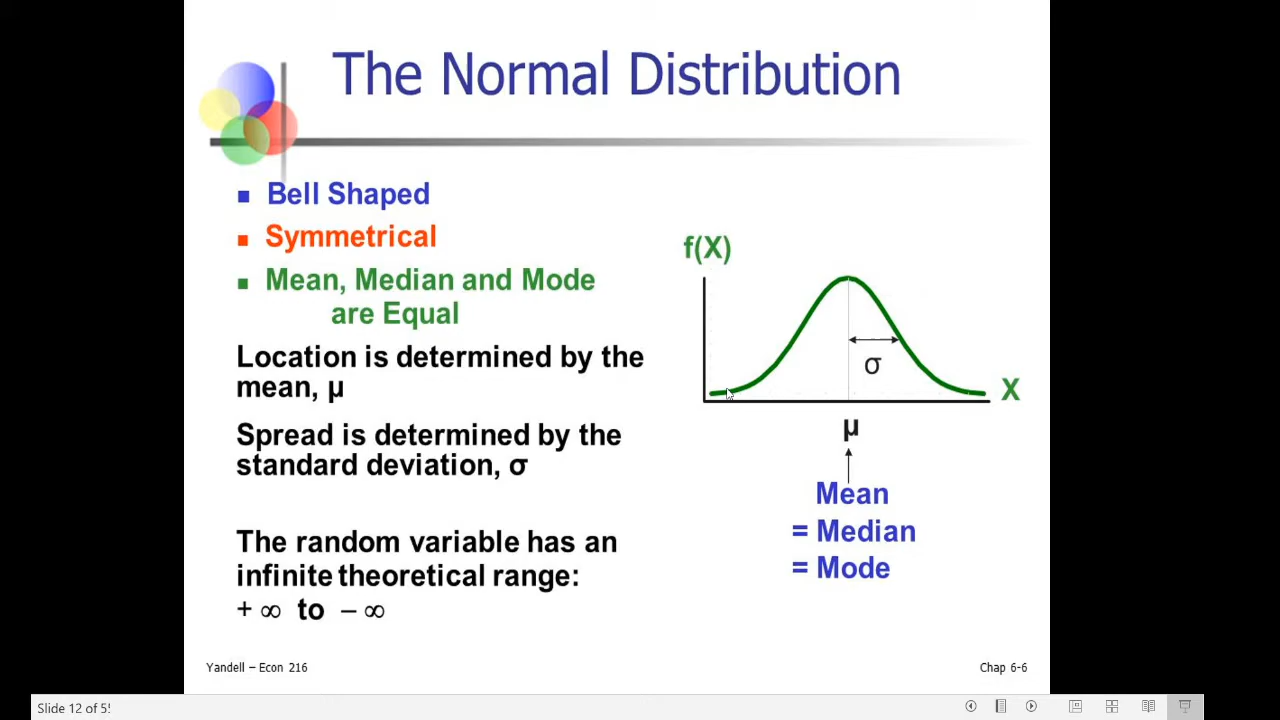 The Normal Distribution
Bell Shaped
Symmetrical
Mean, Median and Mode
are Equal
Location is determined by the
mean, μ
Spread is determined by the
standard deviation, σ
The random variable has an
infinite theoretical range:
+ ∞ to – ∞
f(X)
σ
X
μ
Mean
= Median
= Mode
Yandell – Econ 216
Chap 6-6
Slide 12 of 5!